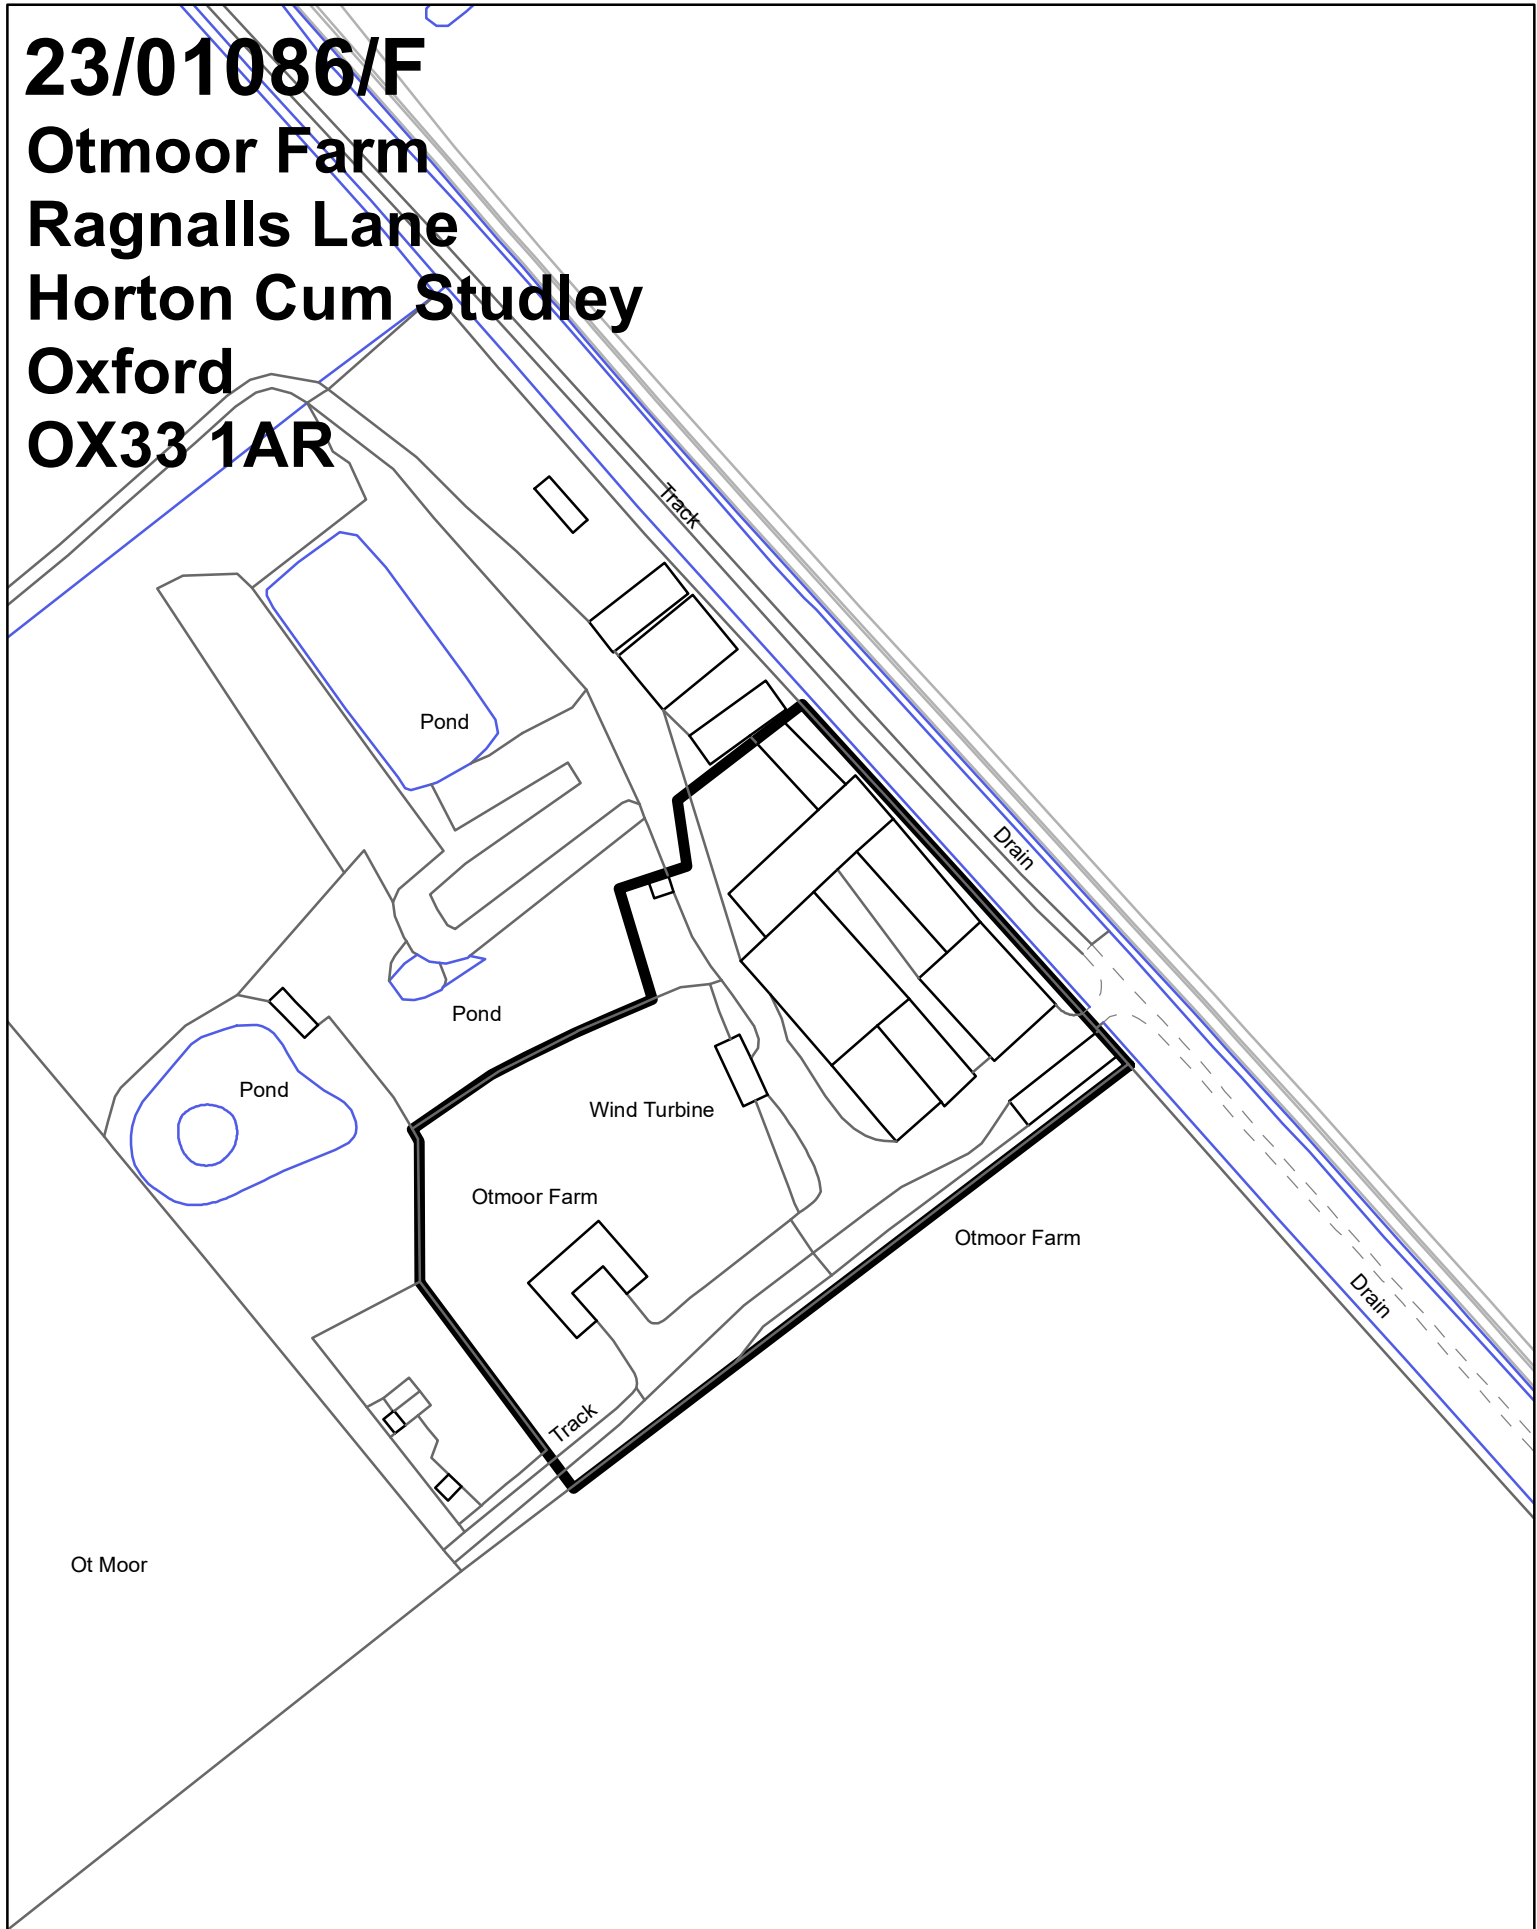 23/01086/F
Otmoor Farm
Ragnalls Lane
Horton Cum Studley
Oxford
OX33 1AR
Track
Pond
Drain
Pond
Pond
Wind Turbine
Otmoor Farm
Otmoor Farm
Drain
Track
Ot Moor